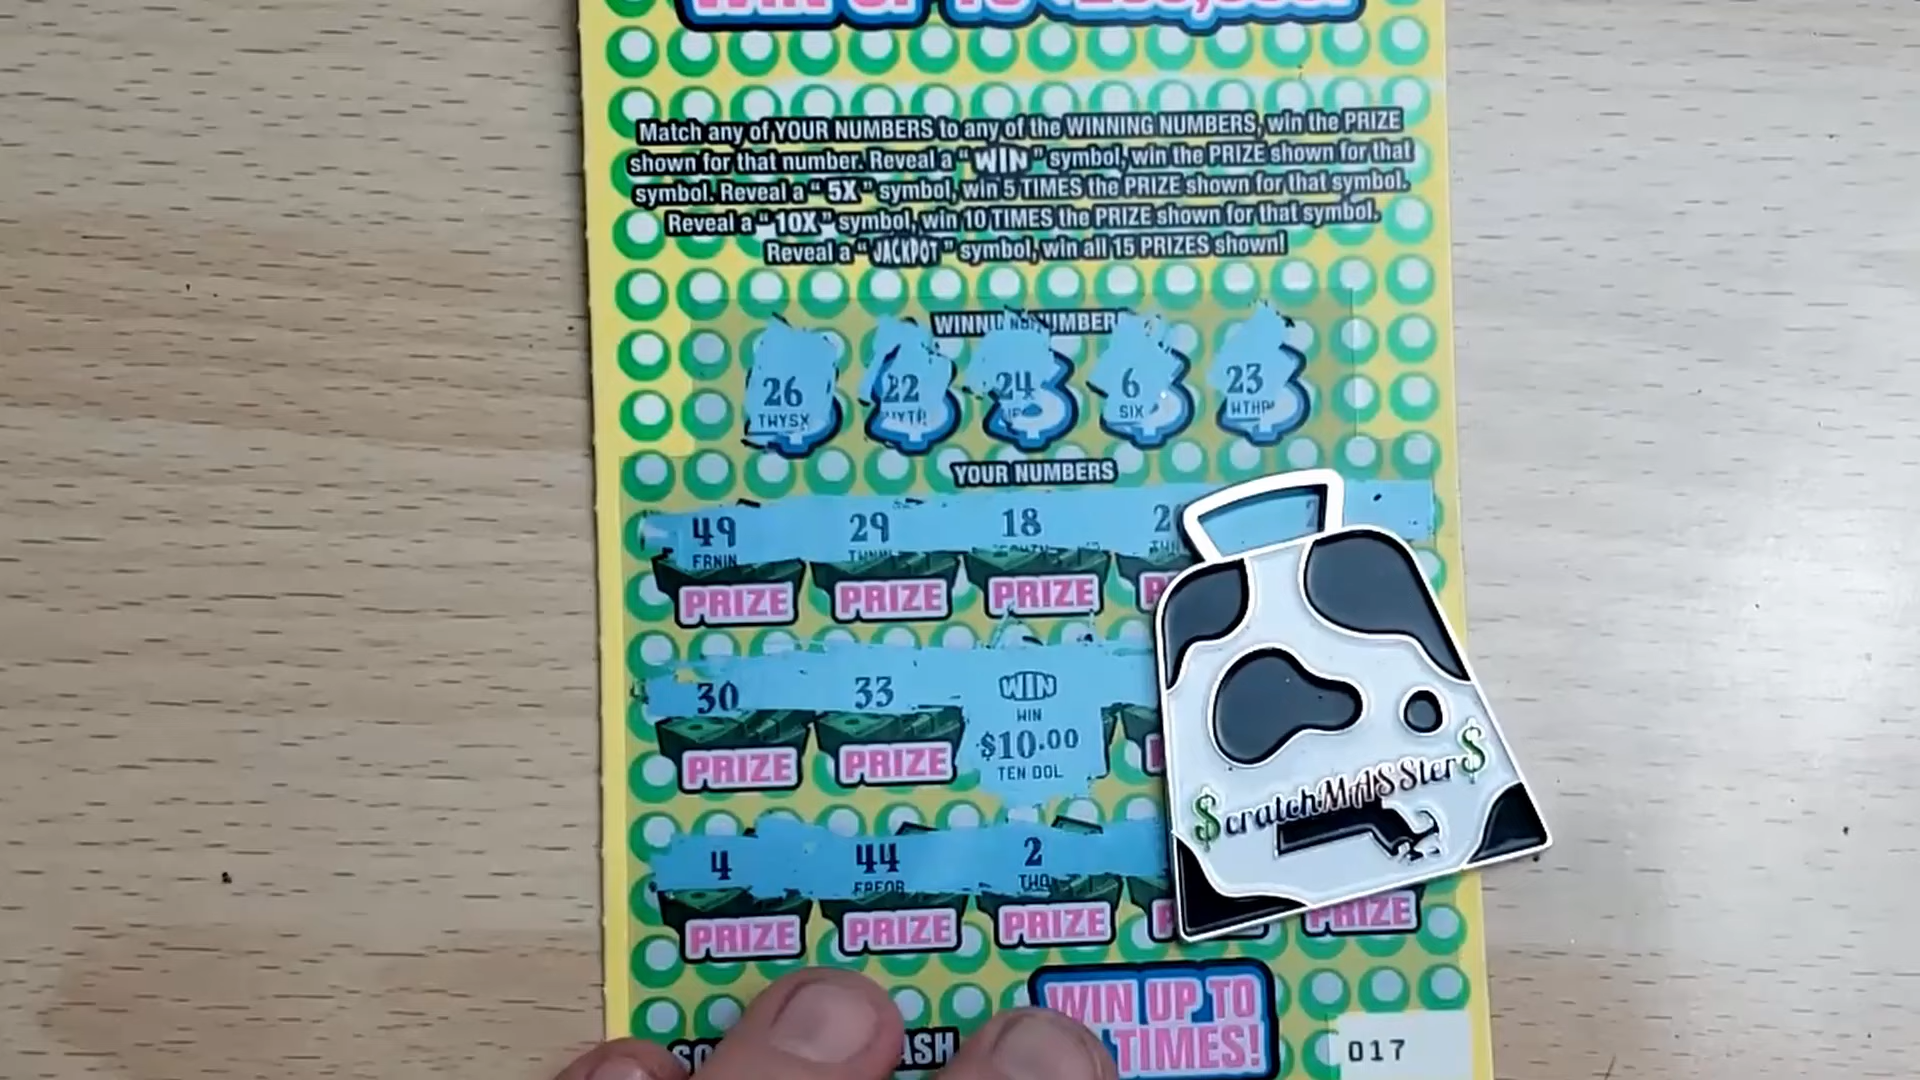 Match any of YOUR NUMBERS to any of the WINNING NUMBERS, win the PRIZE
shown for that number. Reveal a "WIN" symbol, win the PRIZE shown for that
symbol. Reveal a "5X" symbol, win 5 TIMES the PRIZE shown for that symbol.
Reveal a "10X" symbol, win 10 TIMES the PRIZE shown for that symbol.
Reveal a "JACKPOT" symbol, win all 15 PRIZES shown!
26 22 24 6 23
TWYSX SIX
YOUR NUMBERS
49 29 18
FRNIN
PRIZE PRIZE PRIZE
30 33 WIN
WIN
$10.00
TEN DOL
PRIZE PRIZE
$cratchMASSter$
4 44 2
FRFOR TWO
PRIZE PRIZE PRIZE PRIZE
WIN UP TO
TIMES!
017